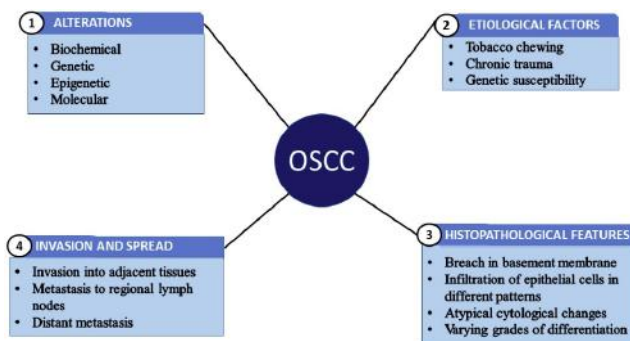 1 ALTERATIONS
• Biochemical
• Genetic
• Epigenetic
• Molecular
2 ETIOLOGICAL FACTORS
• Tobacco chewing
• Chronic trauma
• Genetic susceptibility
OSCC
3 HISTOPATHOLOGICAL FEATURES
• Breach in basement membrane
• Infiltration of epithelial cells in
different patterns
• Atypical cytological changes
• Varying grades of differentiation
4 INVASION AND SPREAD
• Invasion into adjacent tissues
• Metastasis to regional lymph
nodes
• Distant metastasis